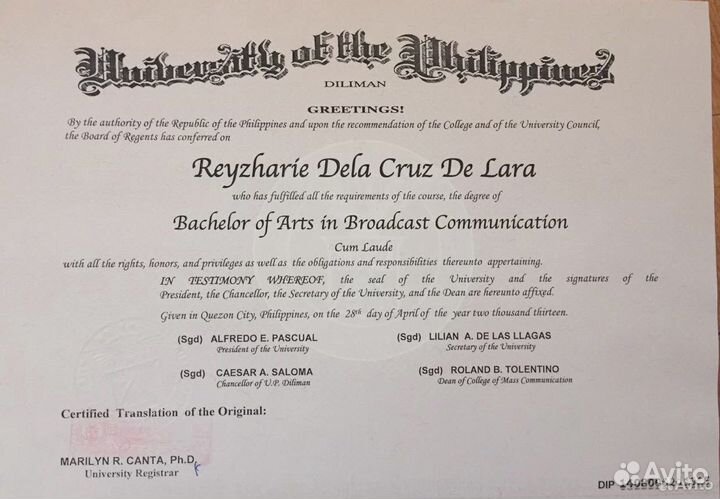 University of the Philippines
DILIMAN
GREETINGS!
By the authority of the Republic of the Philippines and upon the recommendation of the College and of the University Council,
the Board of Regents has conferred on
Reyzharie Dela Cruz De Lara
who has fulfilled all the requirements of the course, the degree of
Bachelor of Arts in Broadcast Communication
Cum Laude
with all the rights, honors, and privileges as well as the obligations and responsibilities thereunto appertaining.
IN TESTIMONY WHEREOF, the seal of the University and the signatures of the
President, the Chancellor, the Secretary of the University, and the Dean are hereunto affixed.
Given in Quezon City, Philippines, on the 28th day of April of the year two thousand thirteen.
(Sgd) ALFREDO E. PASCUAL
President of the University
(Sgd) LILIAN A. DE LAS LLAGAS
Secretary of the University
(Sgd) CAESAR A. SALOMA
Chancellor of U.P. Diliman
(Sgd) ROLAND B. TOLENTINO
Dean of College of Mass Communication
Certified Translation of the Original:
MARILYN R. CANTA, Ph.D.
University Registrar
DIP
Avito